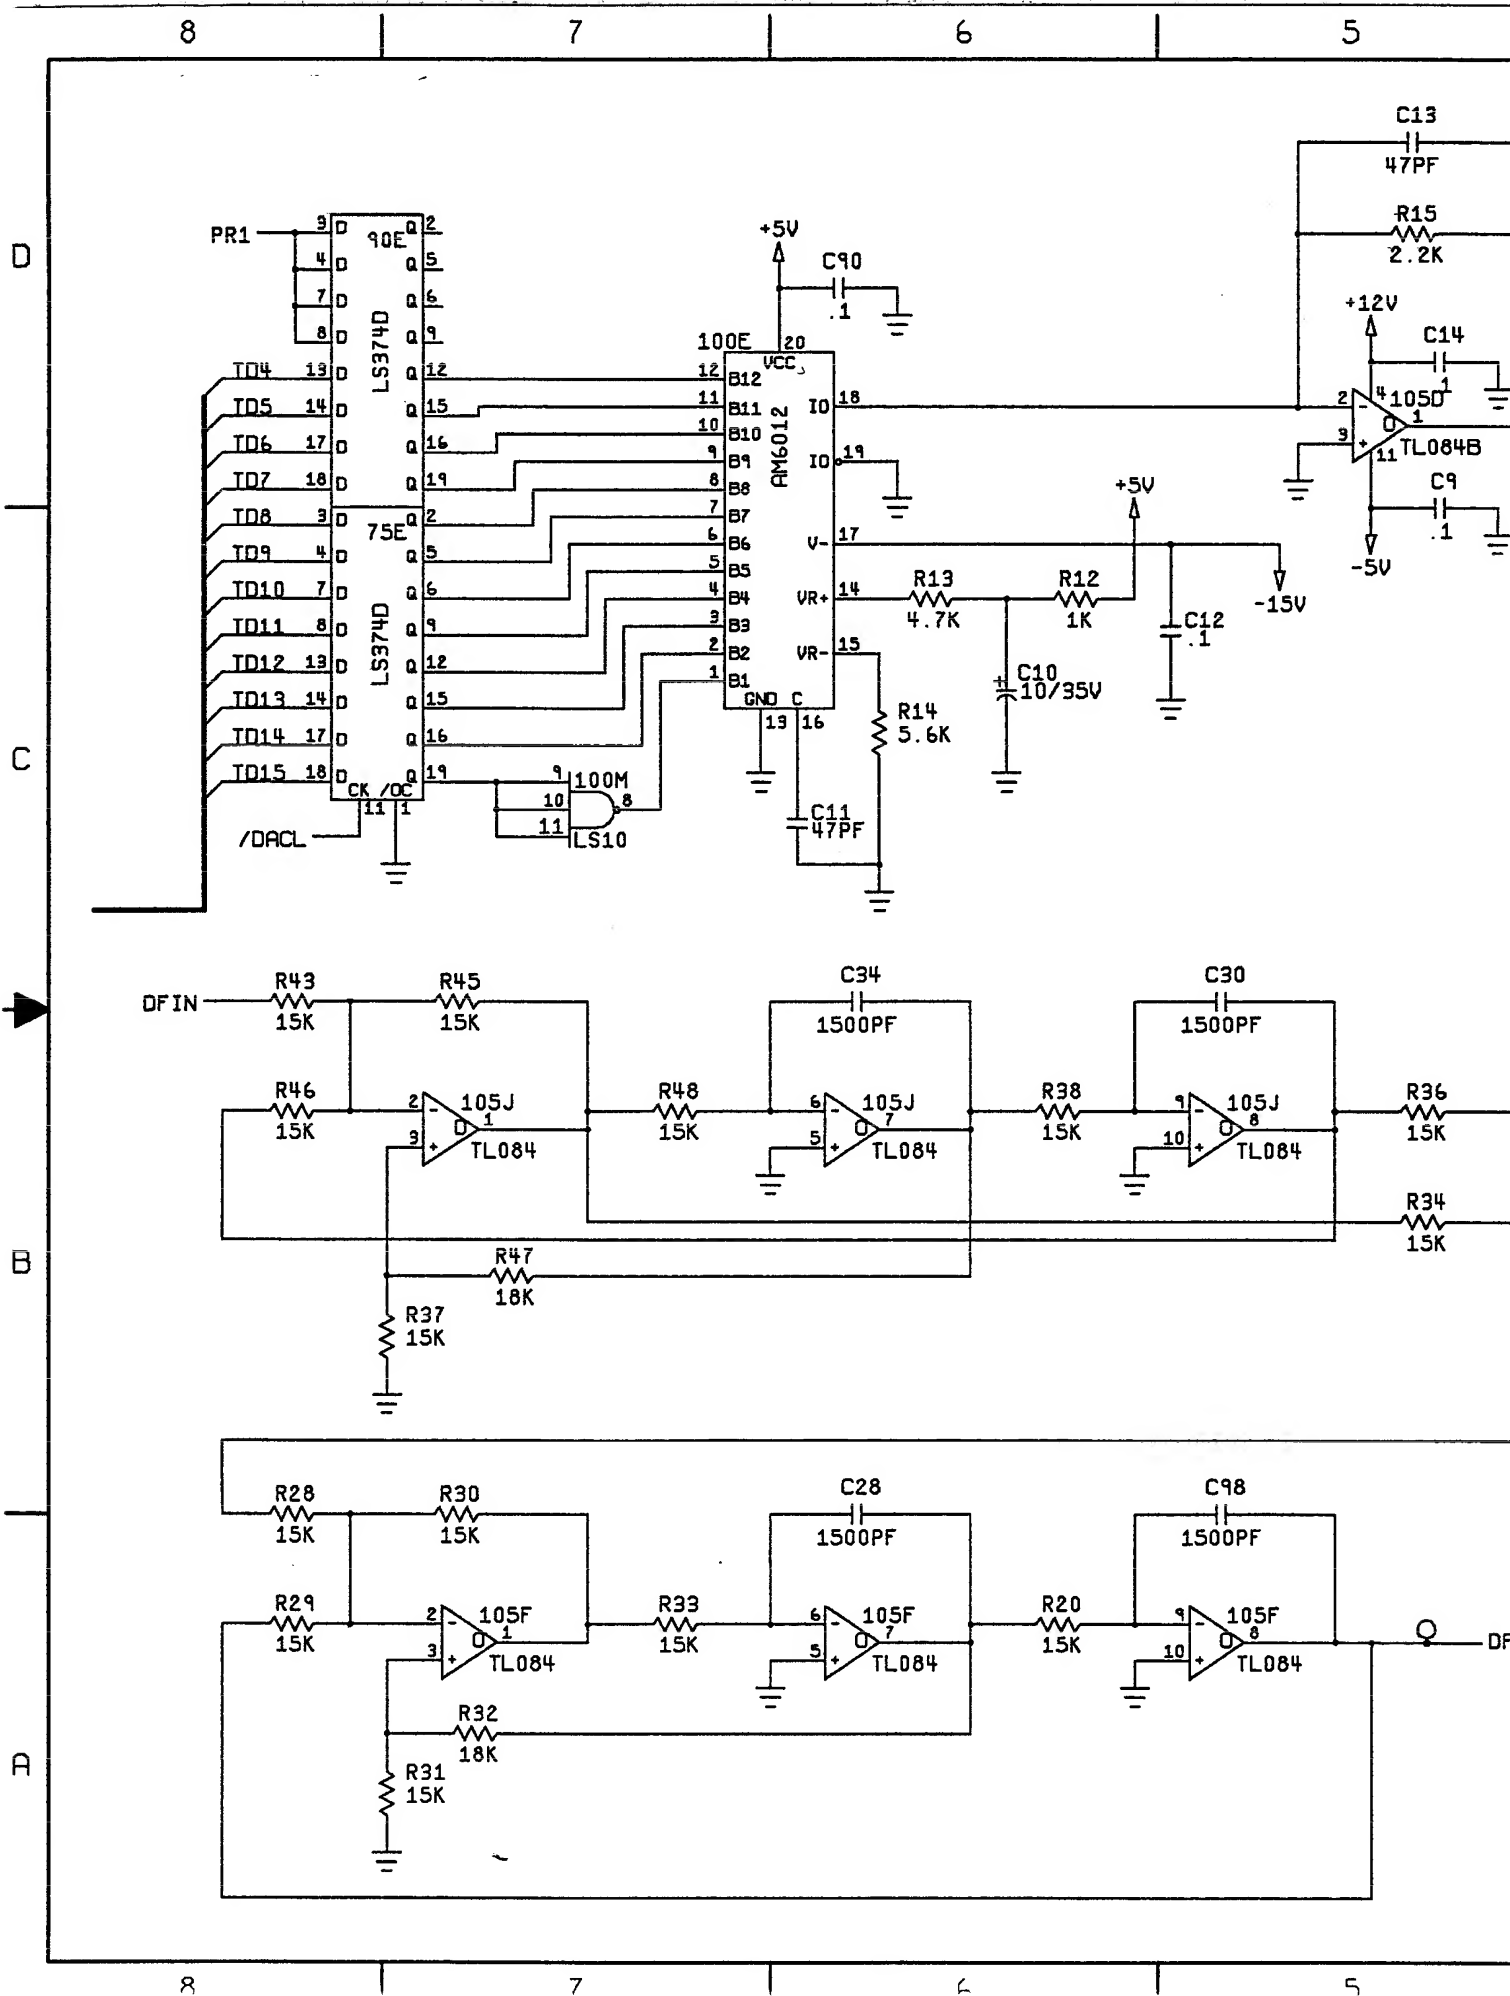 8 7 6 5
C13
47PF
R15
2.2K
PR1
3 D 90E Q 2
4 D Q 5
7 D Q 6
8 D Q 9
LS374D
TD4 13 D Q 12
TD5 14 D Q 15
TD6 17 D Q 16
TD7 18 D Q 19
TD8 3 D 75E Q 2
TD9 4 D Q 5
TD10 7 D Q 6
TD11 8 D Q 9
LS374D
TD12 13 D Q 12
TD13 14 D Q 15
TD14 17 D Q 16
TD15 18 D Q 19
CK /OC
11 1
/DACL
9 100M
10 8
11 LS10
+5V
C90
.1
100E 20
VCC
12 B12
11 B11 IO 18
10 B10
9 B9 IO 19
8 B8
7 B7
6 B6 V- 17
5 B5
4 B4 VR+ 14
3 B3
2 B2 VR- 15
1 B1
AM6012
GND C
13 16
C11
47PF
R14
5.6K
R13
4.7K
R12
1K
+5V
C10
+
10/35V
C12
.1
-15V
+12V
C14
.1
2 - 4 105D
O 1
3 + 11 TL084B
C9
.1
-5V
D
C
B
A
DFIN
R43
15K
R45
15K
C34
1500PF
C30
1500PF
R46
15K
2 - 105J
O 1
3 + TL084
R48
15K
6 - 105J
O 7
5 + TL084
R38
15K
9 - 105J
O 8
10 + TL084
R36
15K
R34
15K
R47
18K
R37
15K
R28
15K
R30
15K
C28
1500PF
C98
1500PF
R29
15K
2 - 105F
O 1
3 + TL084
R33
15K
6 - 105F
O 7
5 + TL084
R20
15K
9 - 105F
O 8
10 + TL084
DF
R32
18K
R31
15K
8 7 6 5